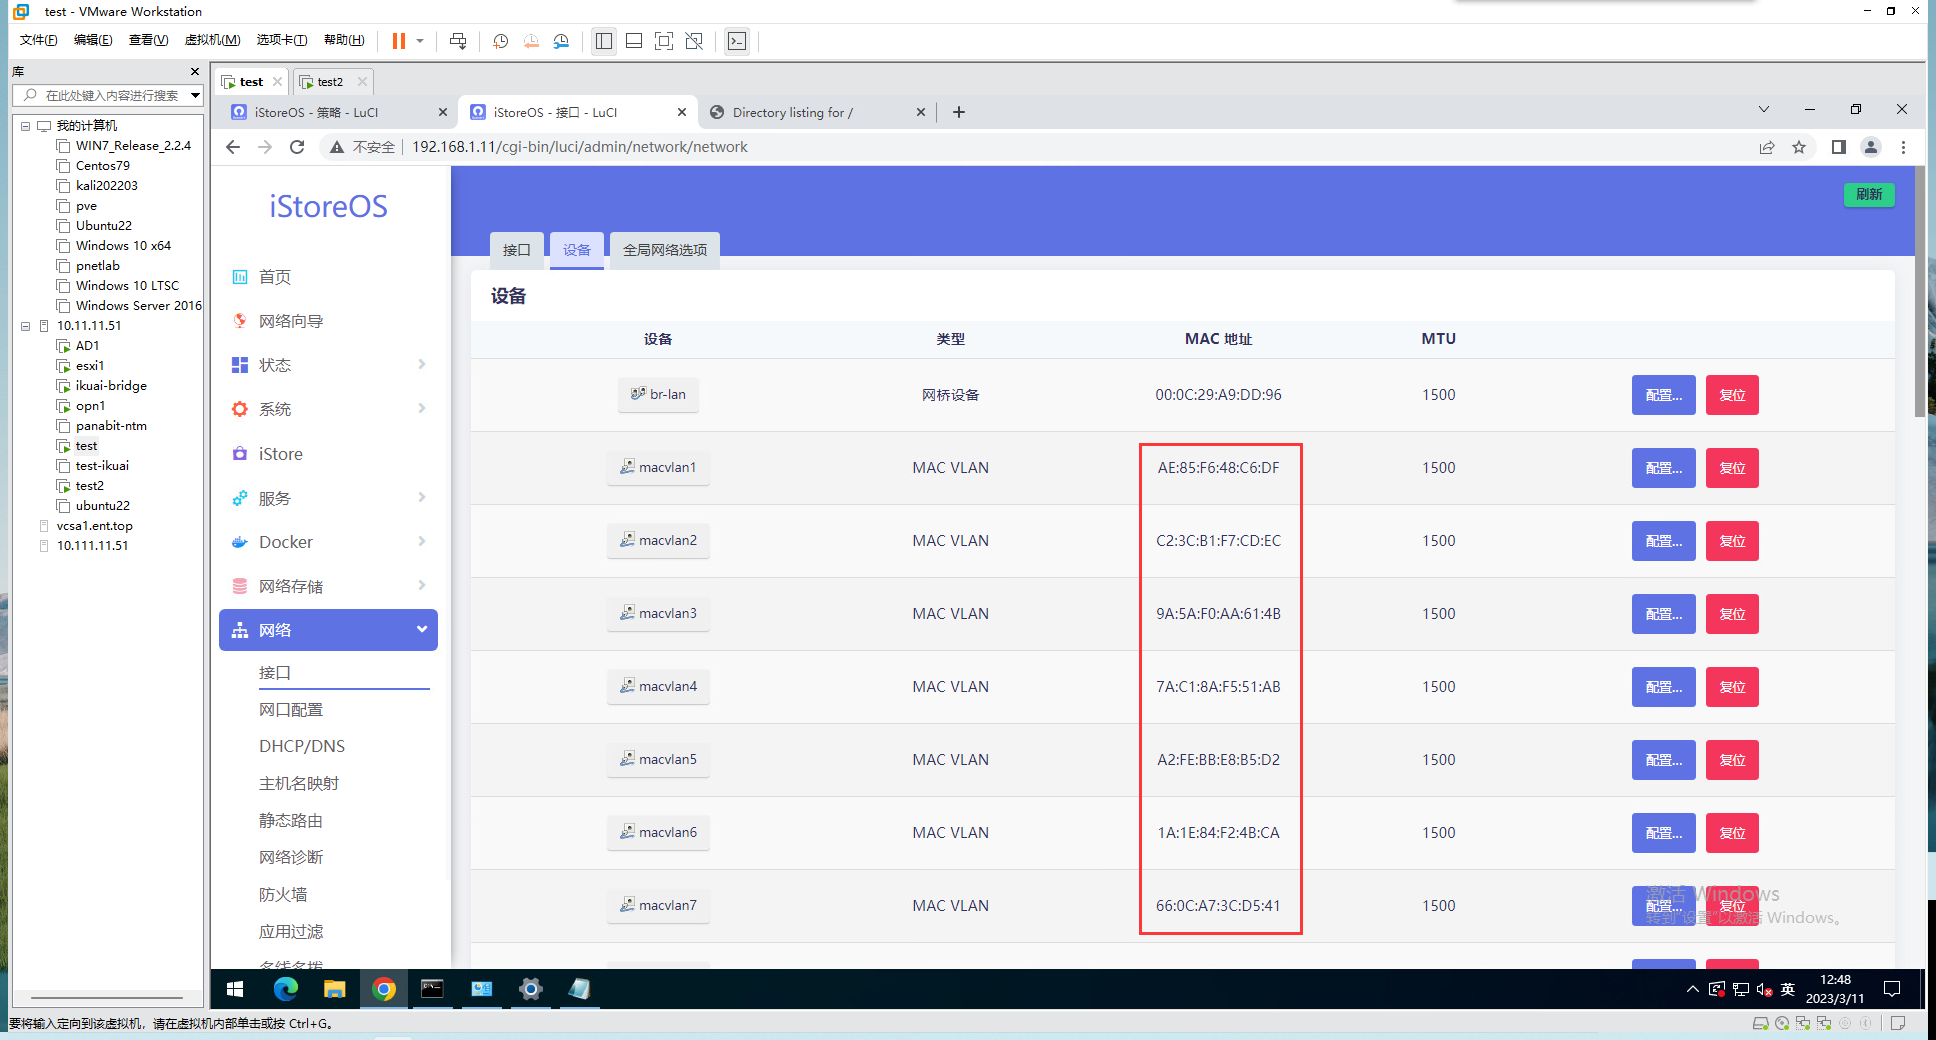 test - VMware Workstation
文件(F) 编辑(E) 查看(V) 虚拟机(M) 选项卡(T) 帮助(H)
库
在此处键入内容进行搜索
我的计算机
WIN7_Release_2.2.4
Centos79
kali202203
pve
Ubuntu22
Windows 10 x64
pnetlab
Windows 10 LTSC
Windows Server 2016
10.11.11.51
AD1
esxi1
ikuai-bridge
opn1
panabit-ntm
test
test-ikuai
test2
ubuntu22
vcsa1.ent.top
10.111.11.51
test test2
iStoreOS - 策略 - LuCI iStoreOS - 接口 - LuCI Directory listing for /
不安全 192.168.1.11/cgi-bin/luci/admin/network/network
iStoreOS
首页
网络向导
状态
系统
iStore
服务
Docker
网络存储
网络
接口
网口配置
DHCP/DNS
主机名映射
静态路由
网络诊断
防火墙
应用过滤
多线多拨
刷新
接口 设备 全局网络选项
设备
设备 类型 MAC 地址 MTU
br-lan 网桥设备 00:0C:29:A9:DD:96 1500 配置... 复位
macvlan1 MAC VLAN AE:85:F6:48:C6:DF 1500 配置... 复位
macvlan2 MAC VLAN C2:3C:B1:F7:CD:EC 1500 配置... 复位
macvlan3 MAC VLAN 9A:5A:F0:AA:61:4B 1500 配置... 复位
macvlan4 MAC VLAN 7A:C1:8A:F5:51:AB 1500 配置... 复位
macvlan5 MAC VLAN A2:FE:BB:E8:B5:D2 1500 配置... 复位
macvlan6 MAC VLAN 1A:1E:84:F2:4B:CA 1500 配置... 复位
macvlan7 MAC VLAN 66:0C:A7:3C:D5:41 1500 配置... 复位
激活 Windows
转到"设置"以激活 Windows。
英
12:48
2023/3/11
要将输入定向到该虚拟机，请在虚拟机内部单击或按 Ctrl+G。